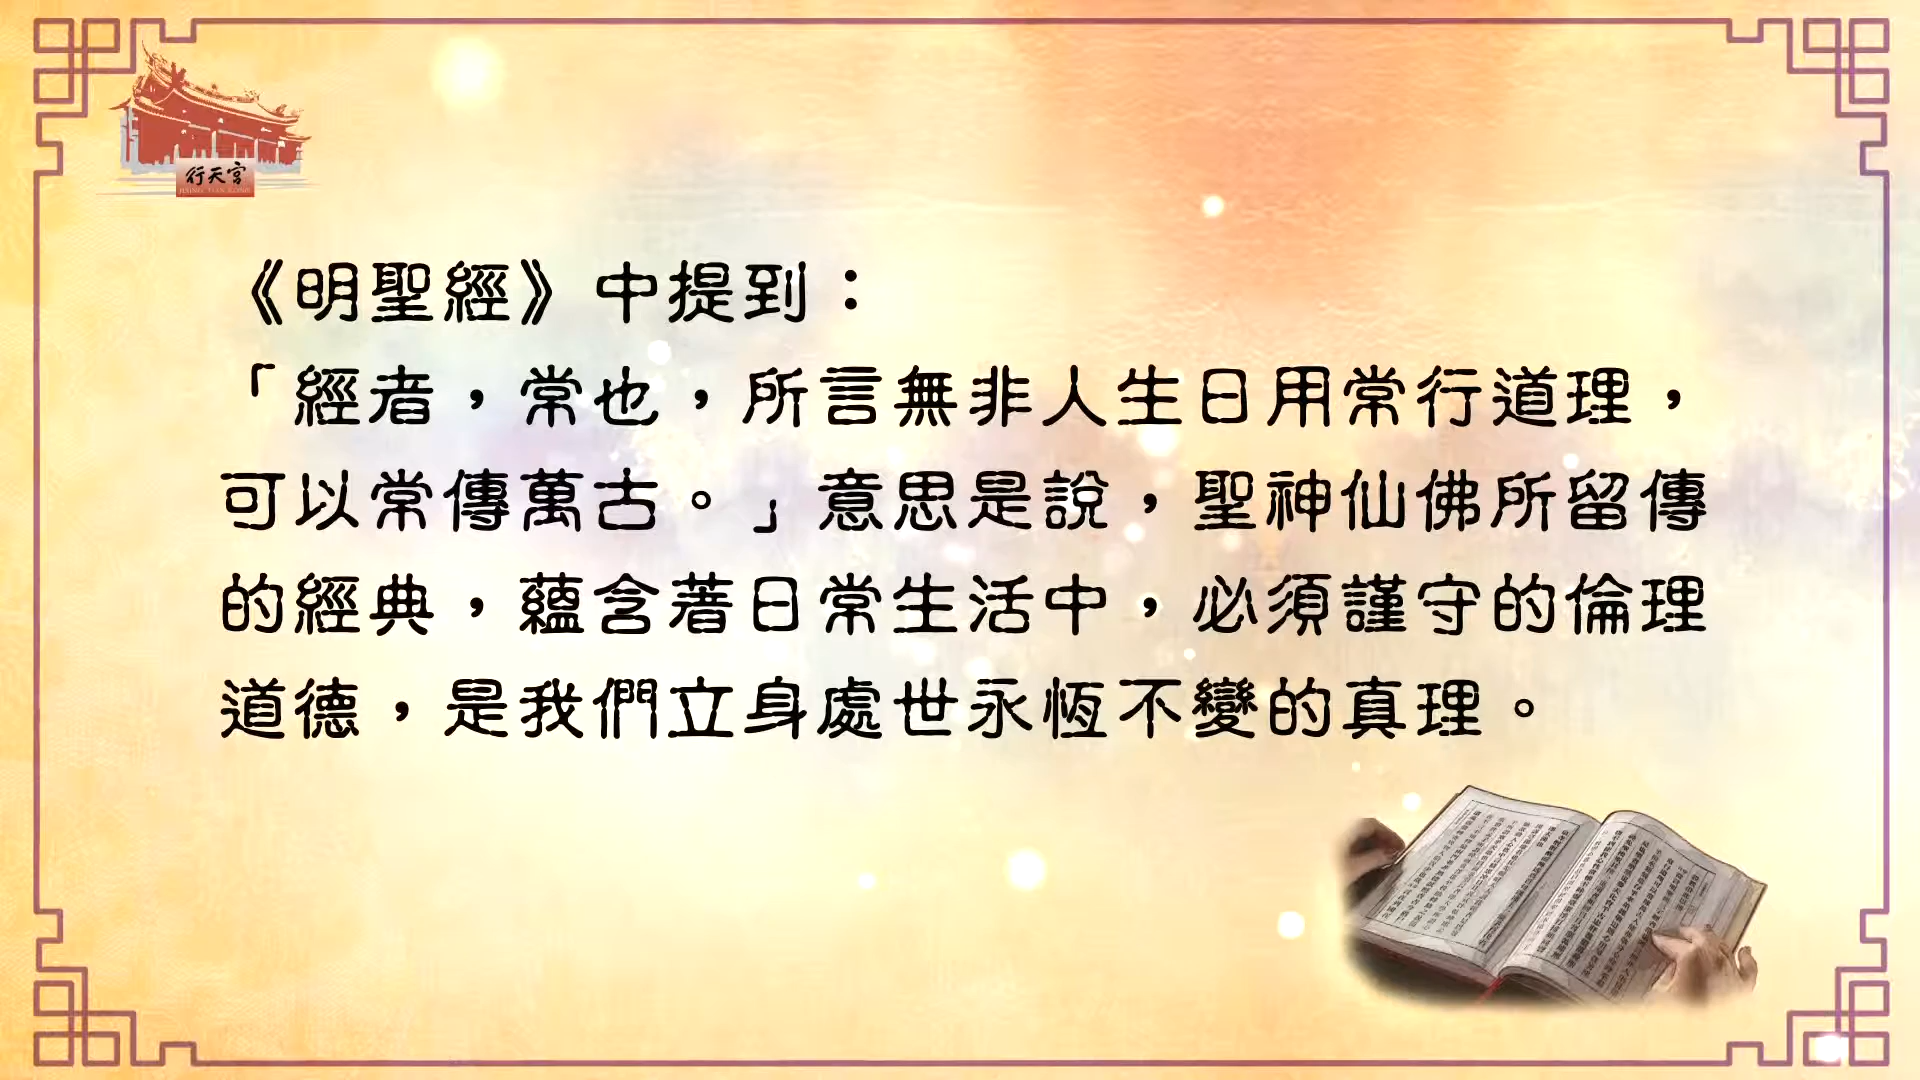 行天宮
《明聖經》中提到：
「經者，常也，所言無非人生日用常行道理，
可以常傳萬古。」意思是說，聖神仙佛所留傳
的經典，蘊含著日常生活中，必須謹守的倫理
道德，是我們立身處世永恆不變的真理。